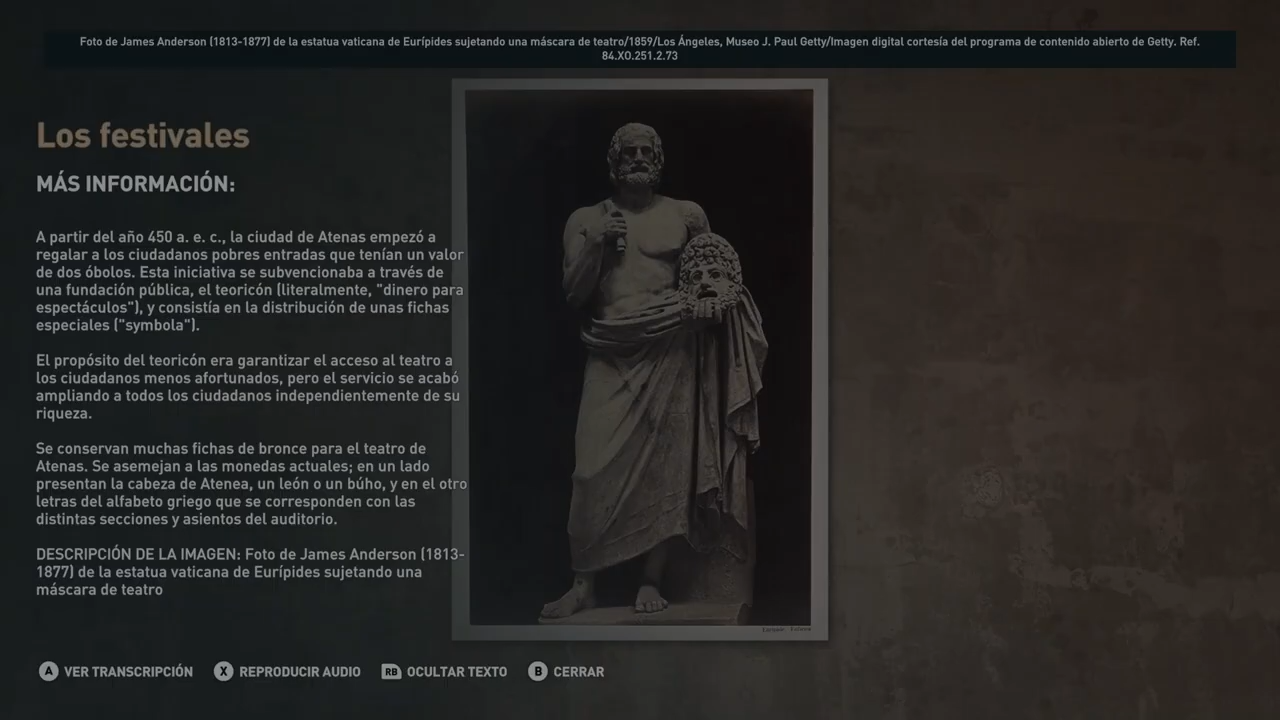 Foto de James Anderson (1813-1877) de la estatua vaticana de Eurípides sujetando una máscara de teatro/1859/Los Ángeles, Museo J. Paul Getty/Imagen digital cortesía del programa de contenido abierto de Getty. Ref.
84.XO.251.2.73
Los festivales
MÁS INFORMACIÓN:
A partir del año 450 a. e. c., la ciudad de Atenas empezó a
regalar a los ciudadanos pobres entradas que tenían un valor
de dos óbolos. Esta iniciativa se subvencionaba a través de
una fundación pública, el teoricón (literalmente, "dinero para
espectáculos"), y consistía en la distribución de unas fichas
especiales ("symbola").
El propósito del teoricón era garantizar el acceso al teatro a
los ciudadanos menos afortunados, pero el servicio se acabó
ampliando a todos los ciudadanos independientemente de su
riqueza.
Se conservan muchas fichas de bronce para el teatro de
Atenas. Se asemejan a las monedas actuales; en un lado
presentan la cabeza de Atenea, un león o un búho, y en el otro
letras del alfabeto griego que se corresponden con las
distintas secciones y asientos del auditorio.
DESCRIPCIÓN DE LA IMAGEN: Foto de James Anderson (1813-
1877) de la estatua vaticana de Eurípides sujetando una
máscara de teatro
A VER TRANSCRIPCIÓN X REPRODUCIR AUDIO RB OCULTAR TEXTO B CERRAR